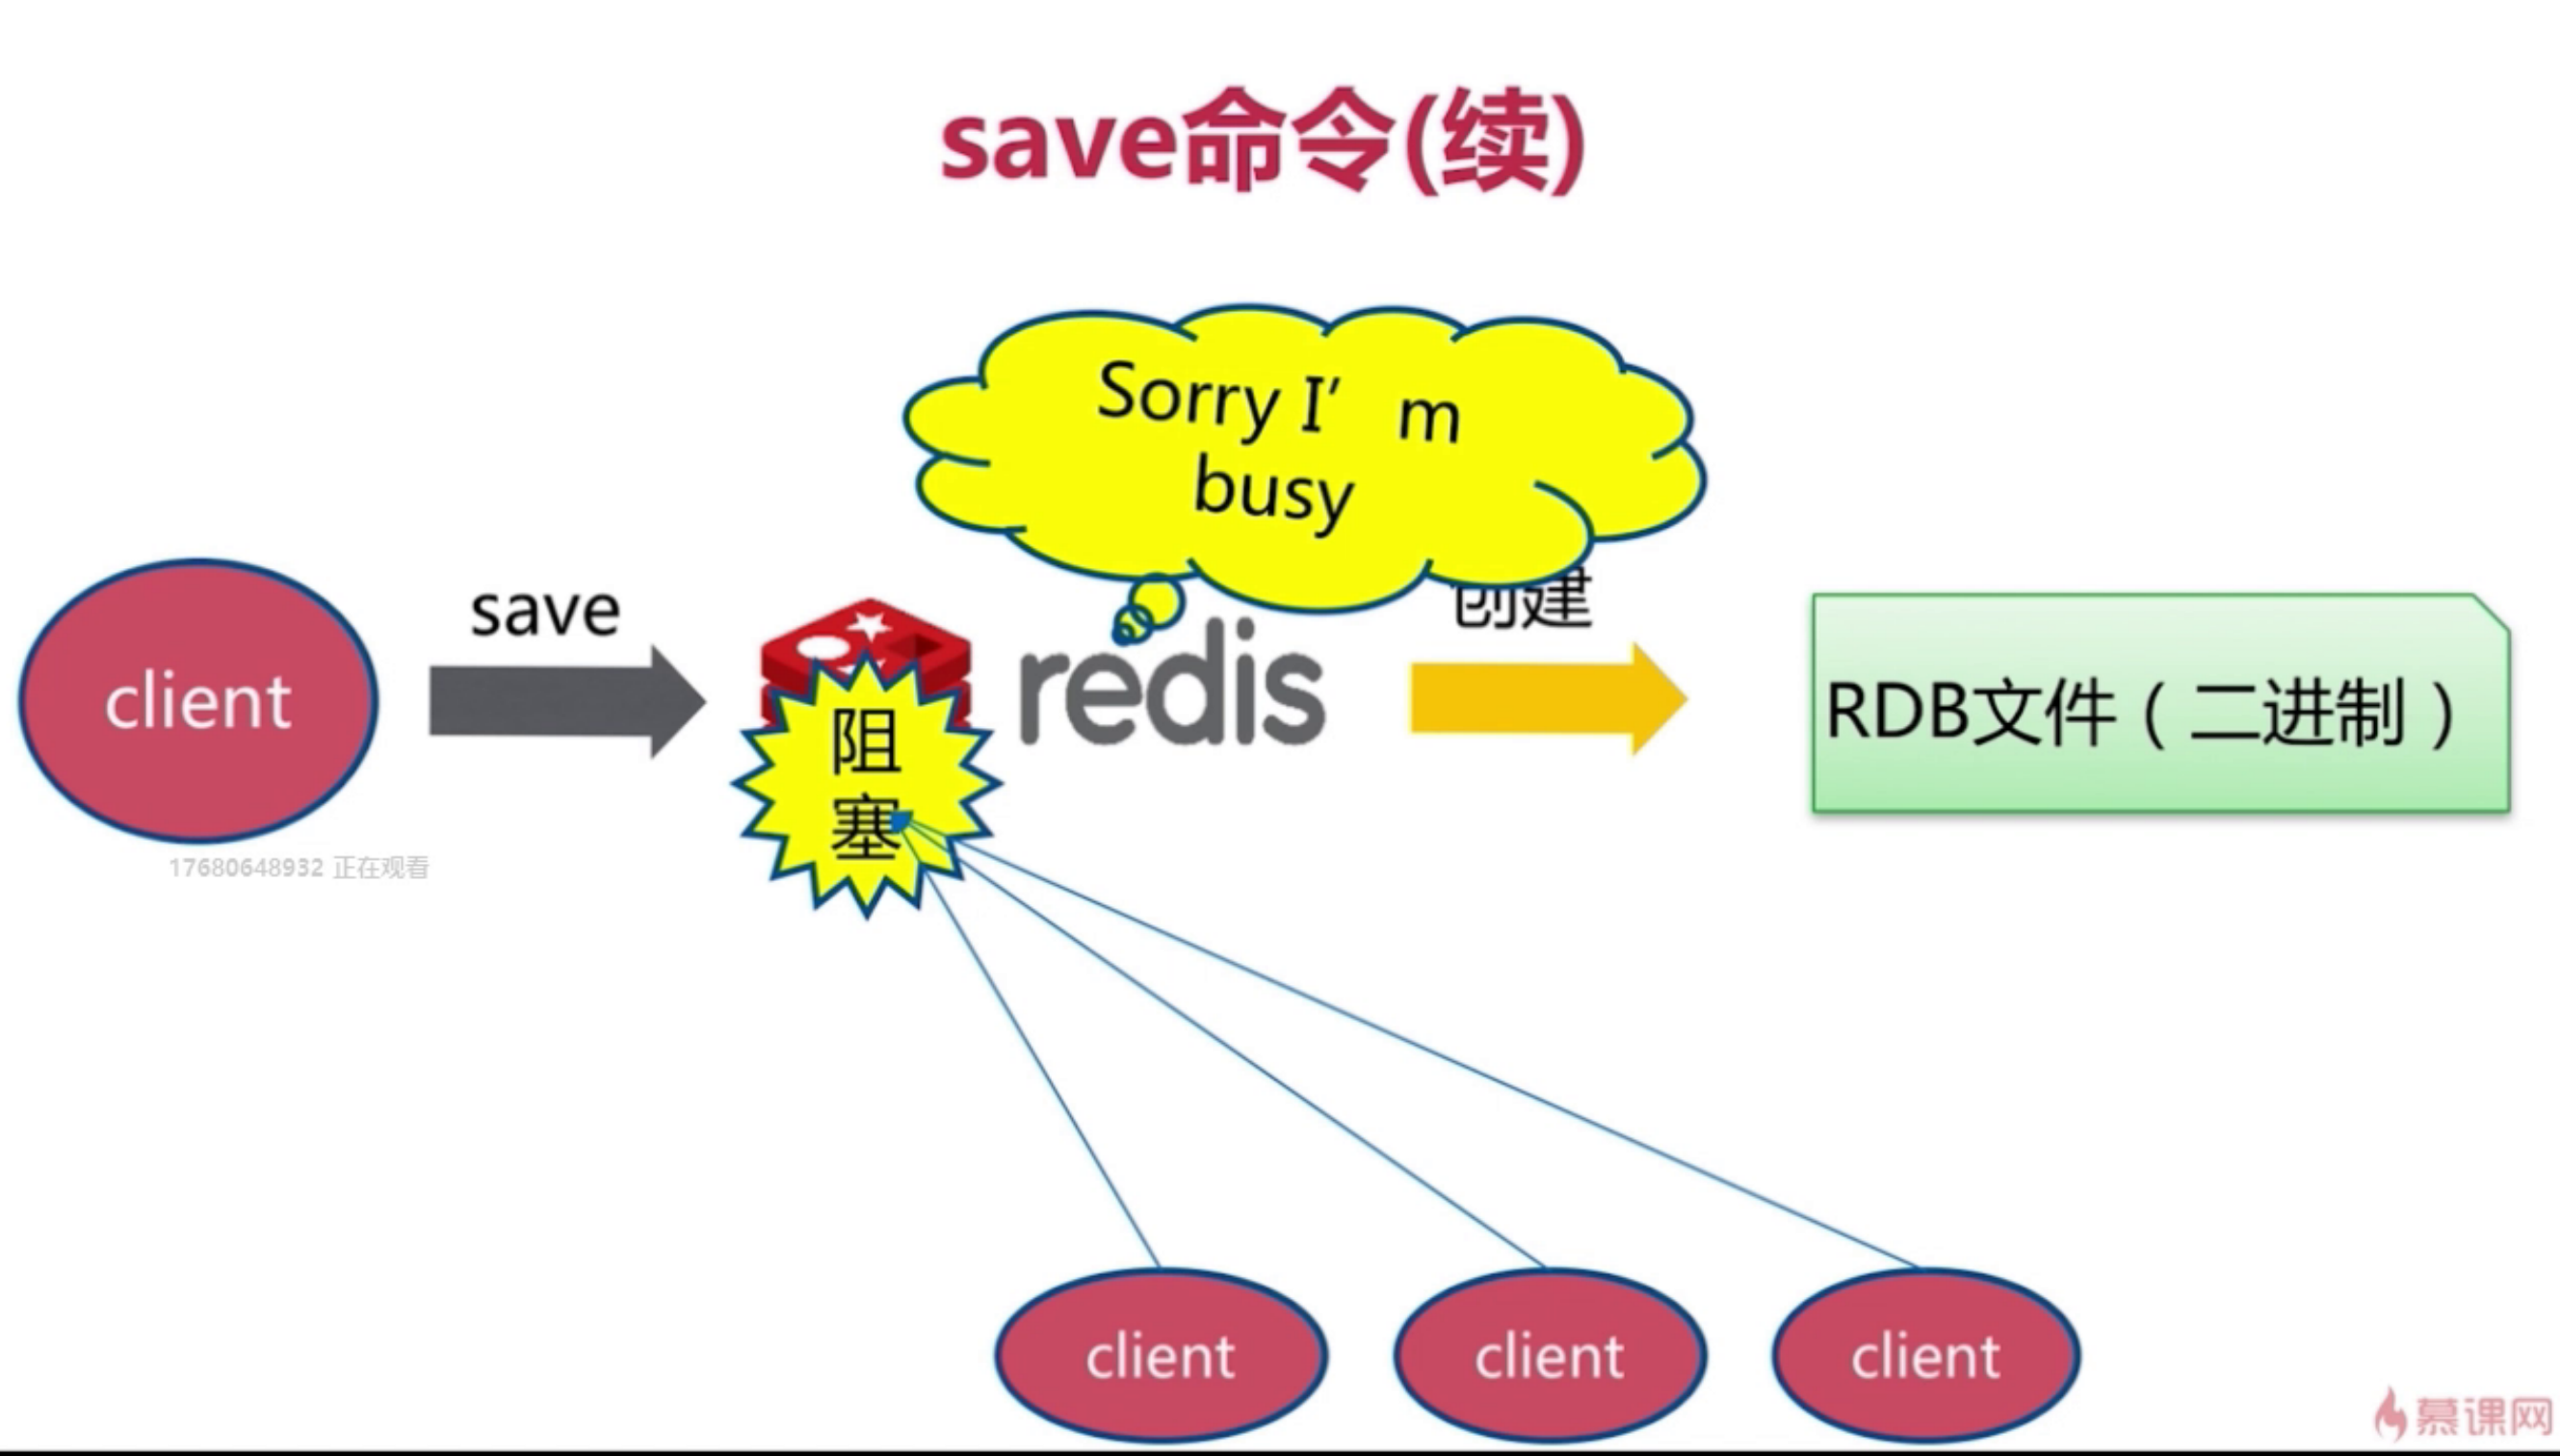 save命令(续)
Sorry I’m
busy
save
创建
client
redis
RDB文件（二进制）
阻
塞
17680648932 正在观看
client
client
client
慕课网